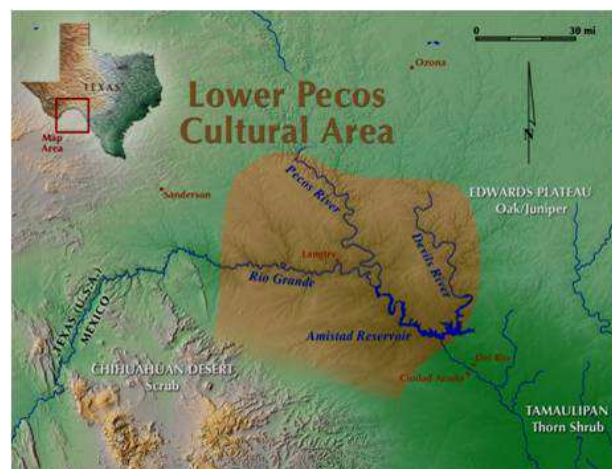 0 30 mi
Ozona
TEXAS
Lower Pecos
Cultural Area
Map
Area
N
Sanderson
EDWARDS PLATEAU
Oak/Juniper
Pecos River
Devils River
Langtry
Rio Grande
TEXAS (U.S.A.)
MEXICO
Amistad Reservoir
CHIHUAHUAN DESERT
Scrub
Del Rio
Ciudad Acuña
TAMAULIPAN
Thorn Shrub